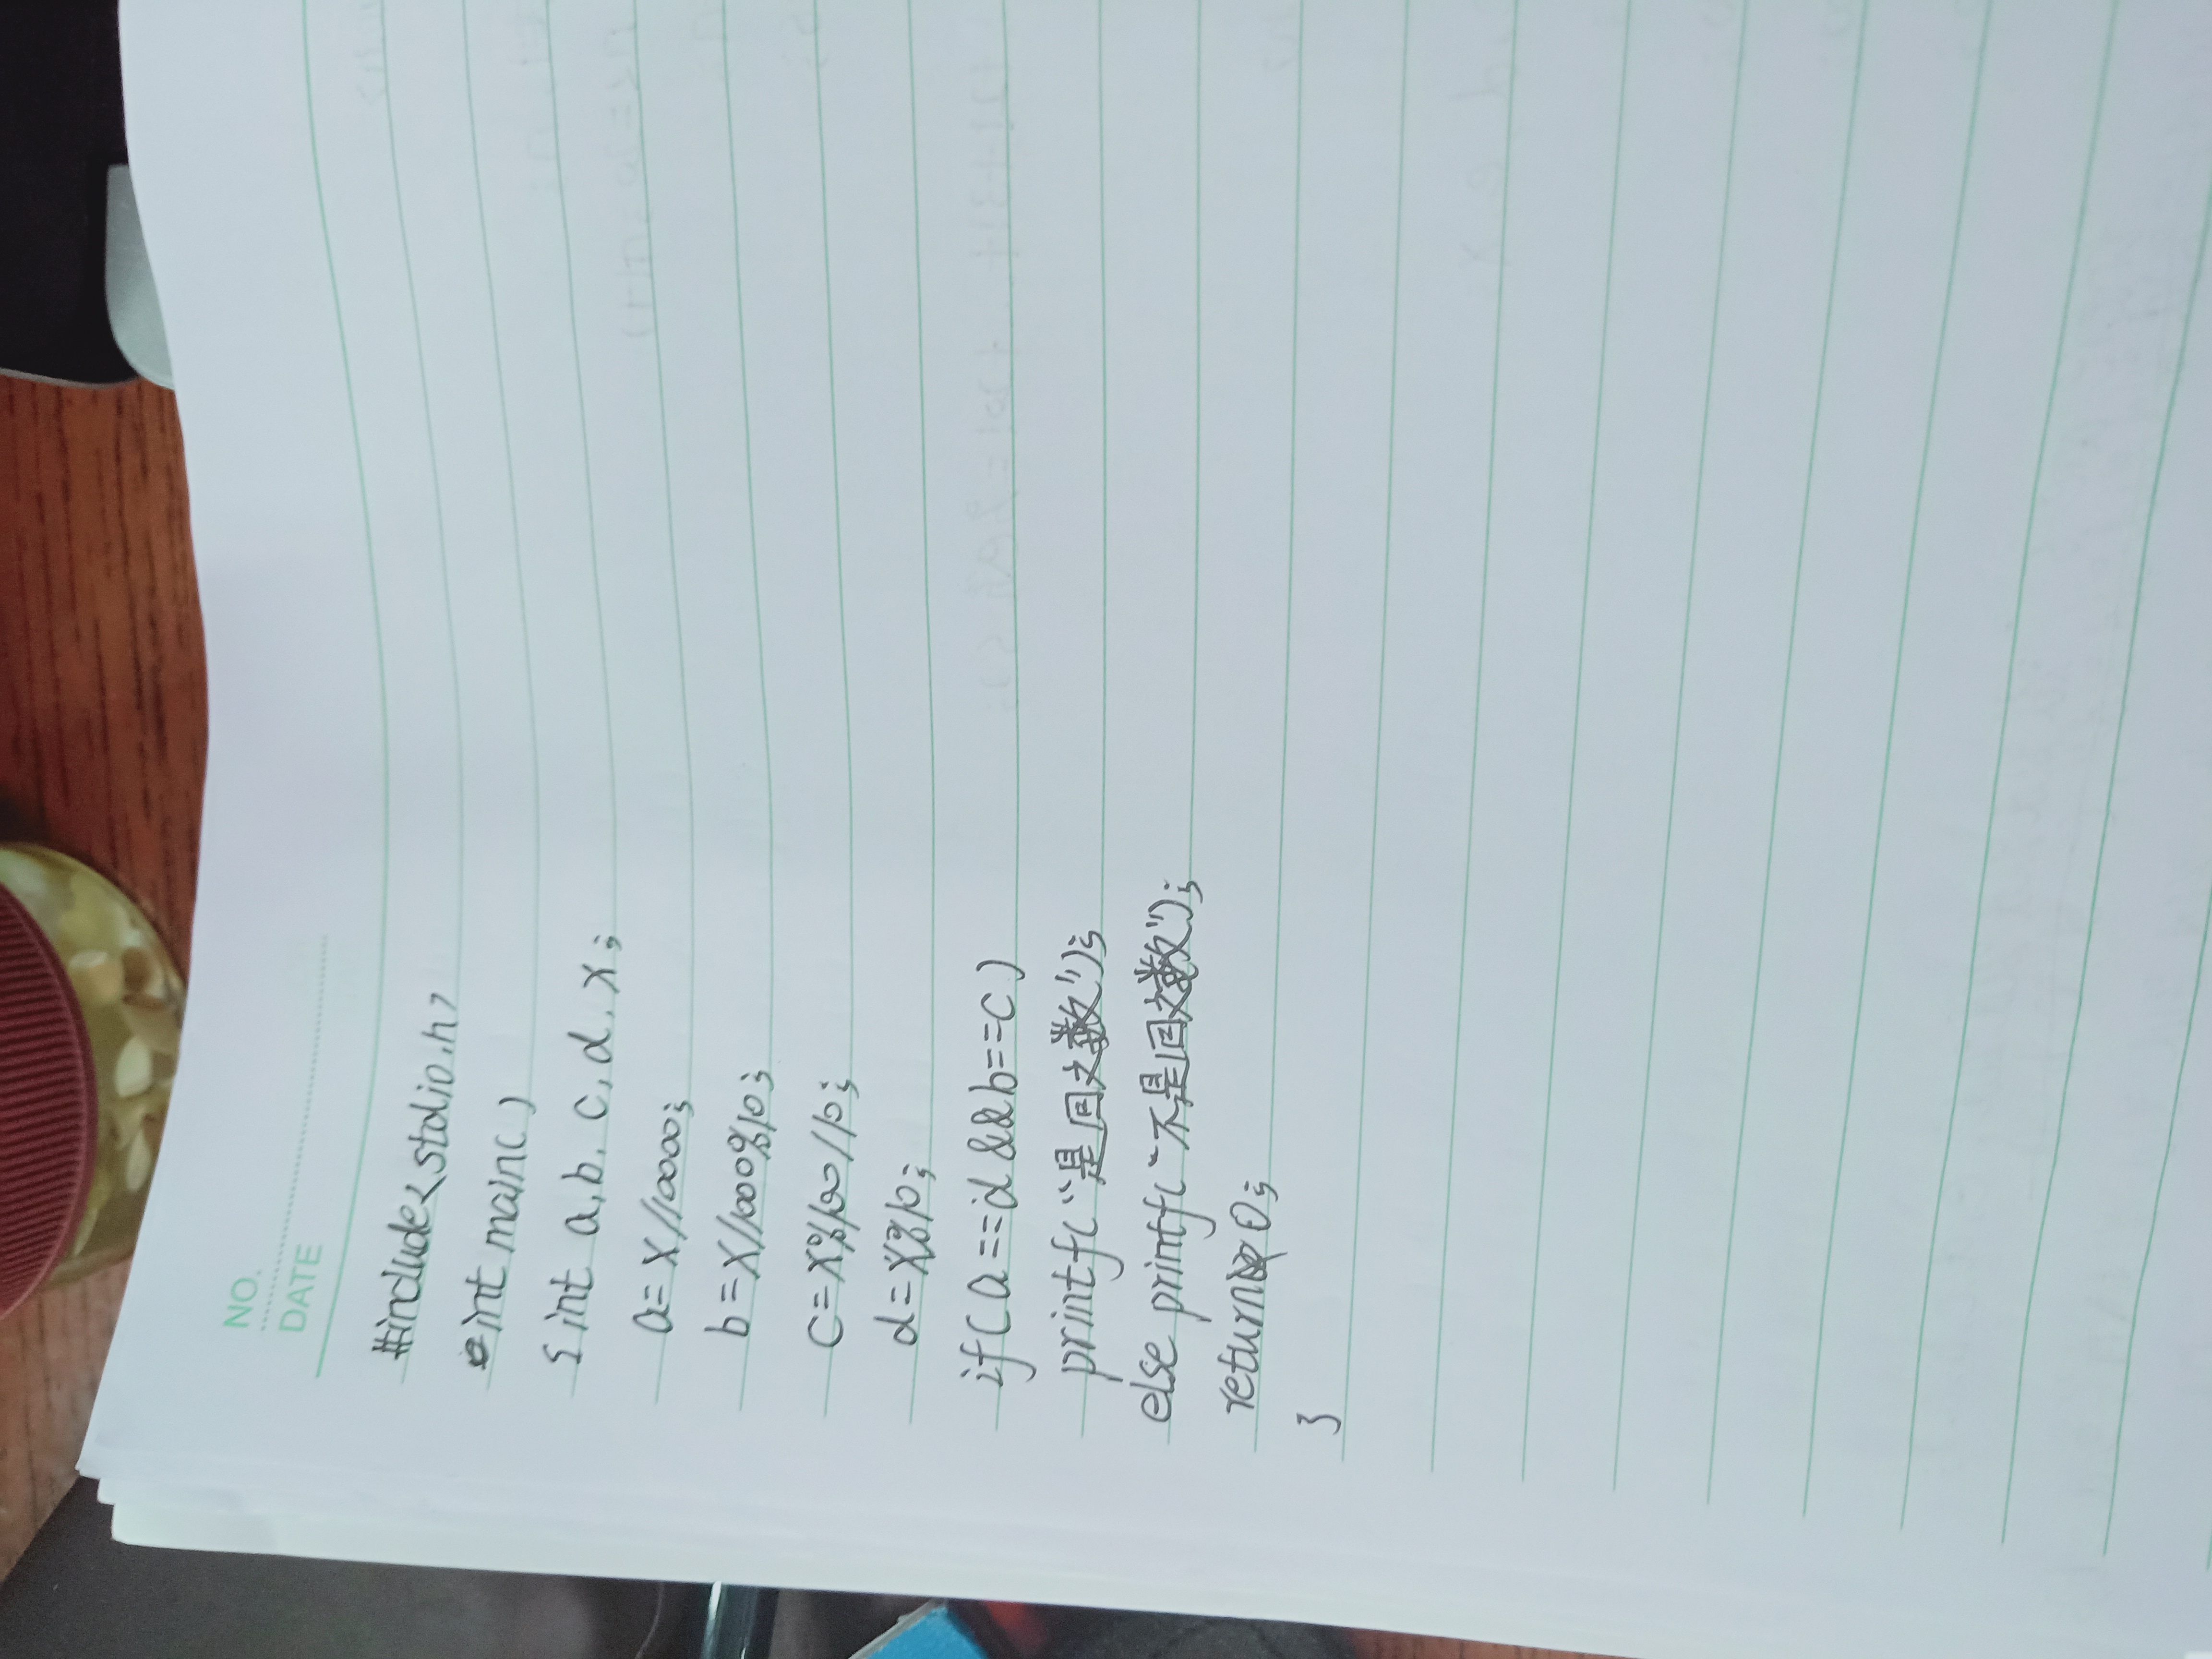 NO.
DATE
#include<stdio.h>
int main()
{ int a,b,c,d,x;
a=x/10000;
b=x/1000%10;
c=x%100/10;
d=x%10;
if(a==d&&b==c)
printf("是回文数");
else printf("不是回文数");
return 0;
}